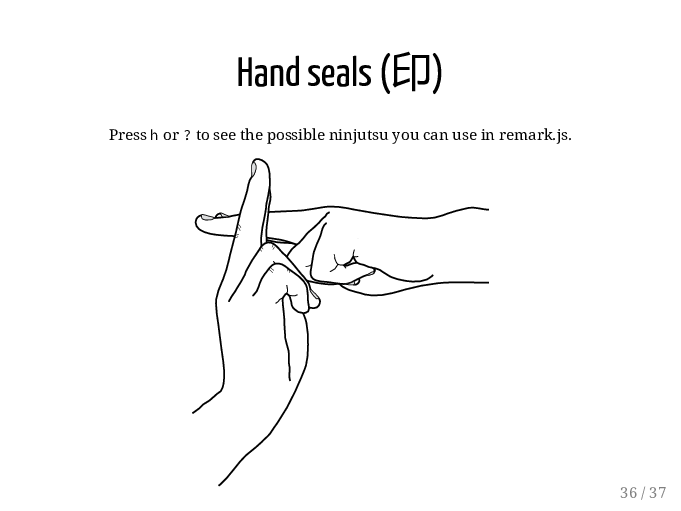 Hand seals (印)
Press h or ? to see the possible ninjutsu you can use in remark.js.
36 / 37